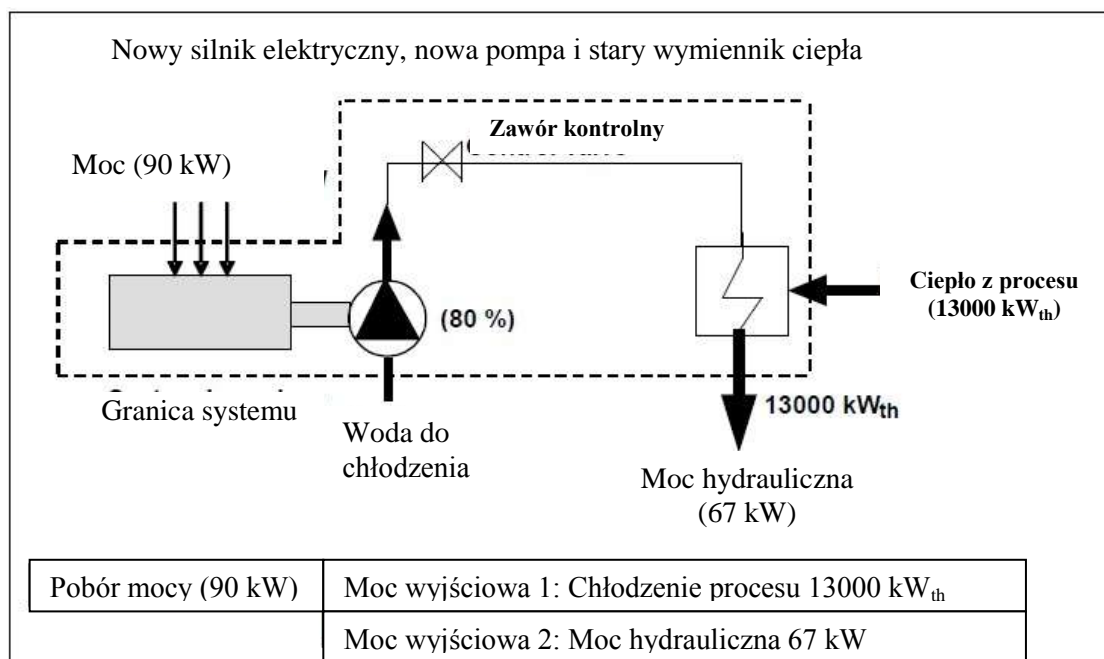 Nowy silnik elektryczny, nowa pompa i stary wymiennik ciepła
Zawór kontrolny
Moc (90 kW)
Ciepło z procesu
(13000 kWth)
(80 %)
Granica systemu
Woda do
chłodzenia
13000 kWth
Moc hydrauliczna
(67 kW)
Pobór mocy (90 kW) Moc wyjściowa 1: Chłodzenie procesu 13000 kWth
Moc wyjściowa 2: Moc hydrauliczna 67 kW